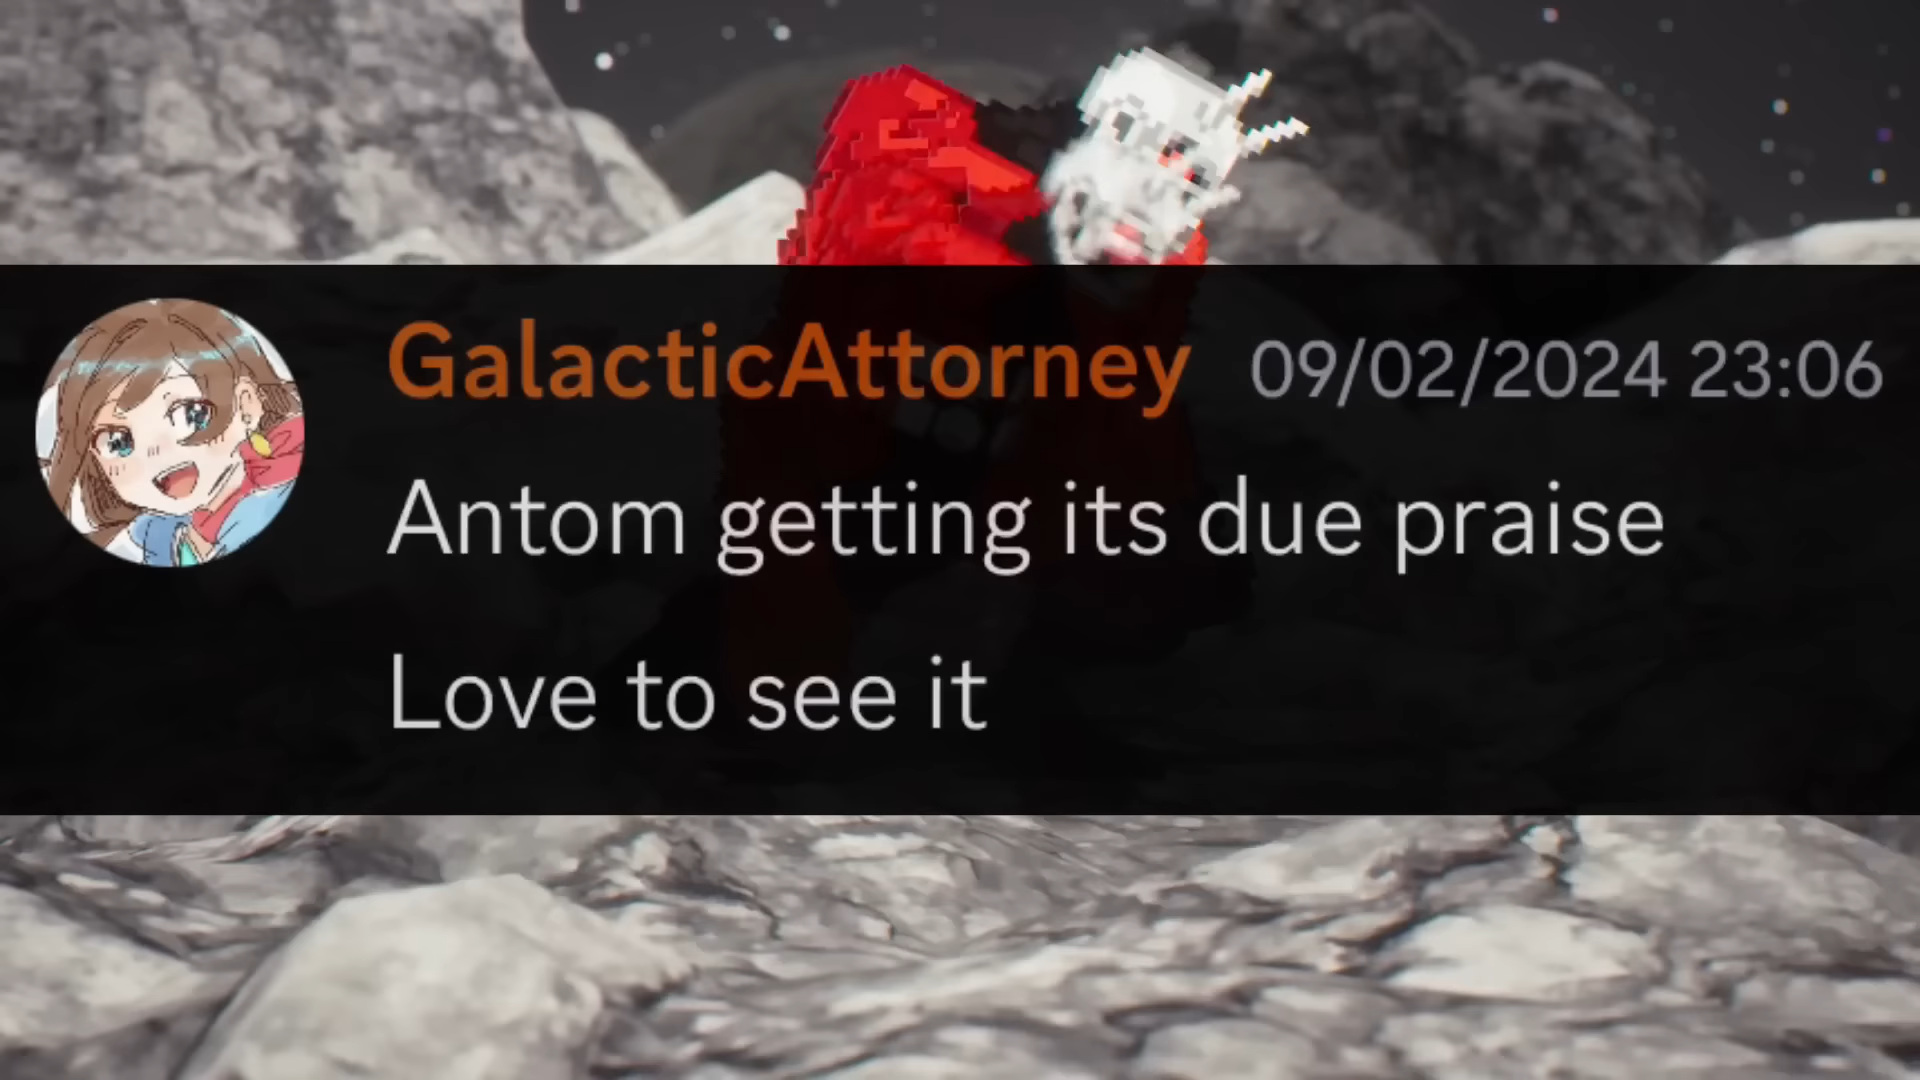 GalacticAttorney 09/02/2024 23:06
Antom getting its due praise
Love to see it